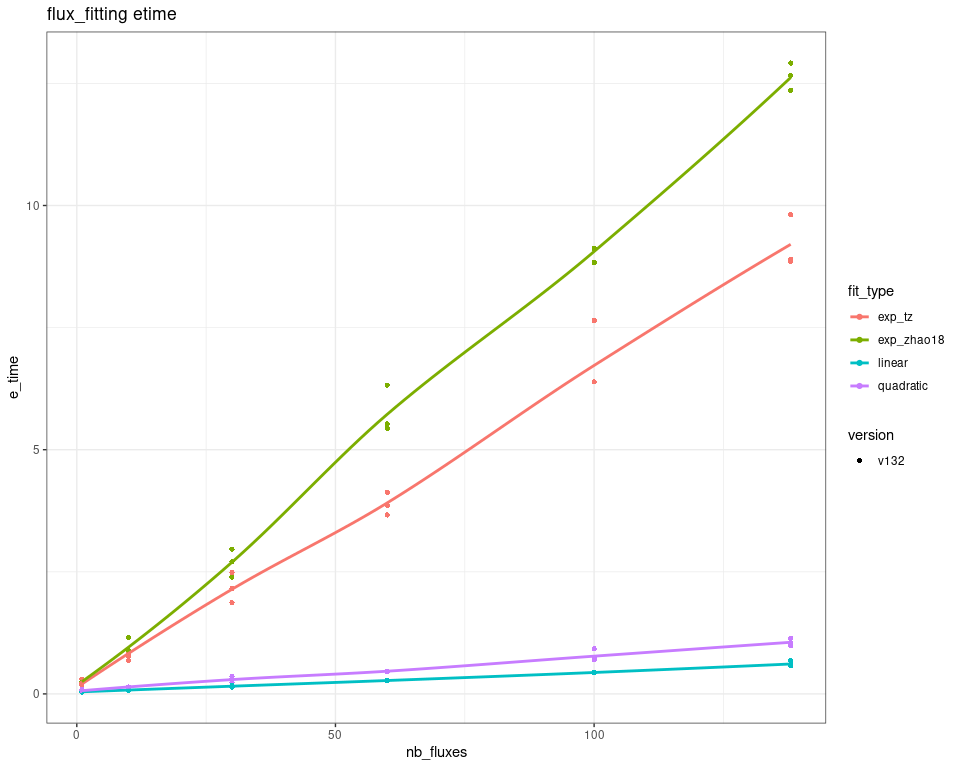 flux_fitting etime
e_time
10
5
0
0
50
100
nb_fluxes
fit_type
exp_tz
exp_zhao18
linear
quadratic
version
v132